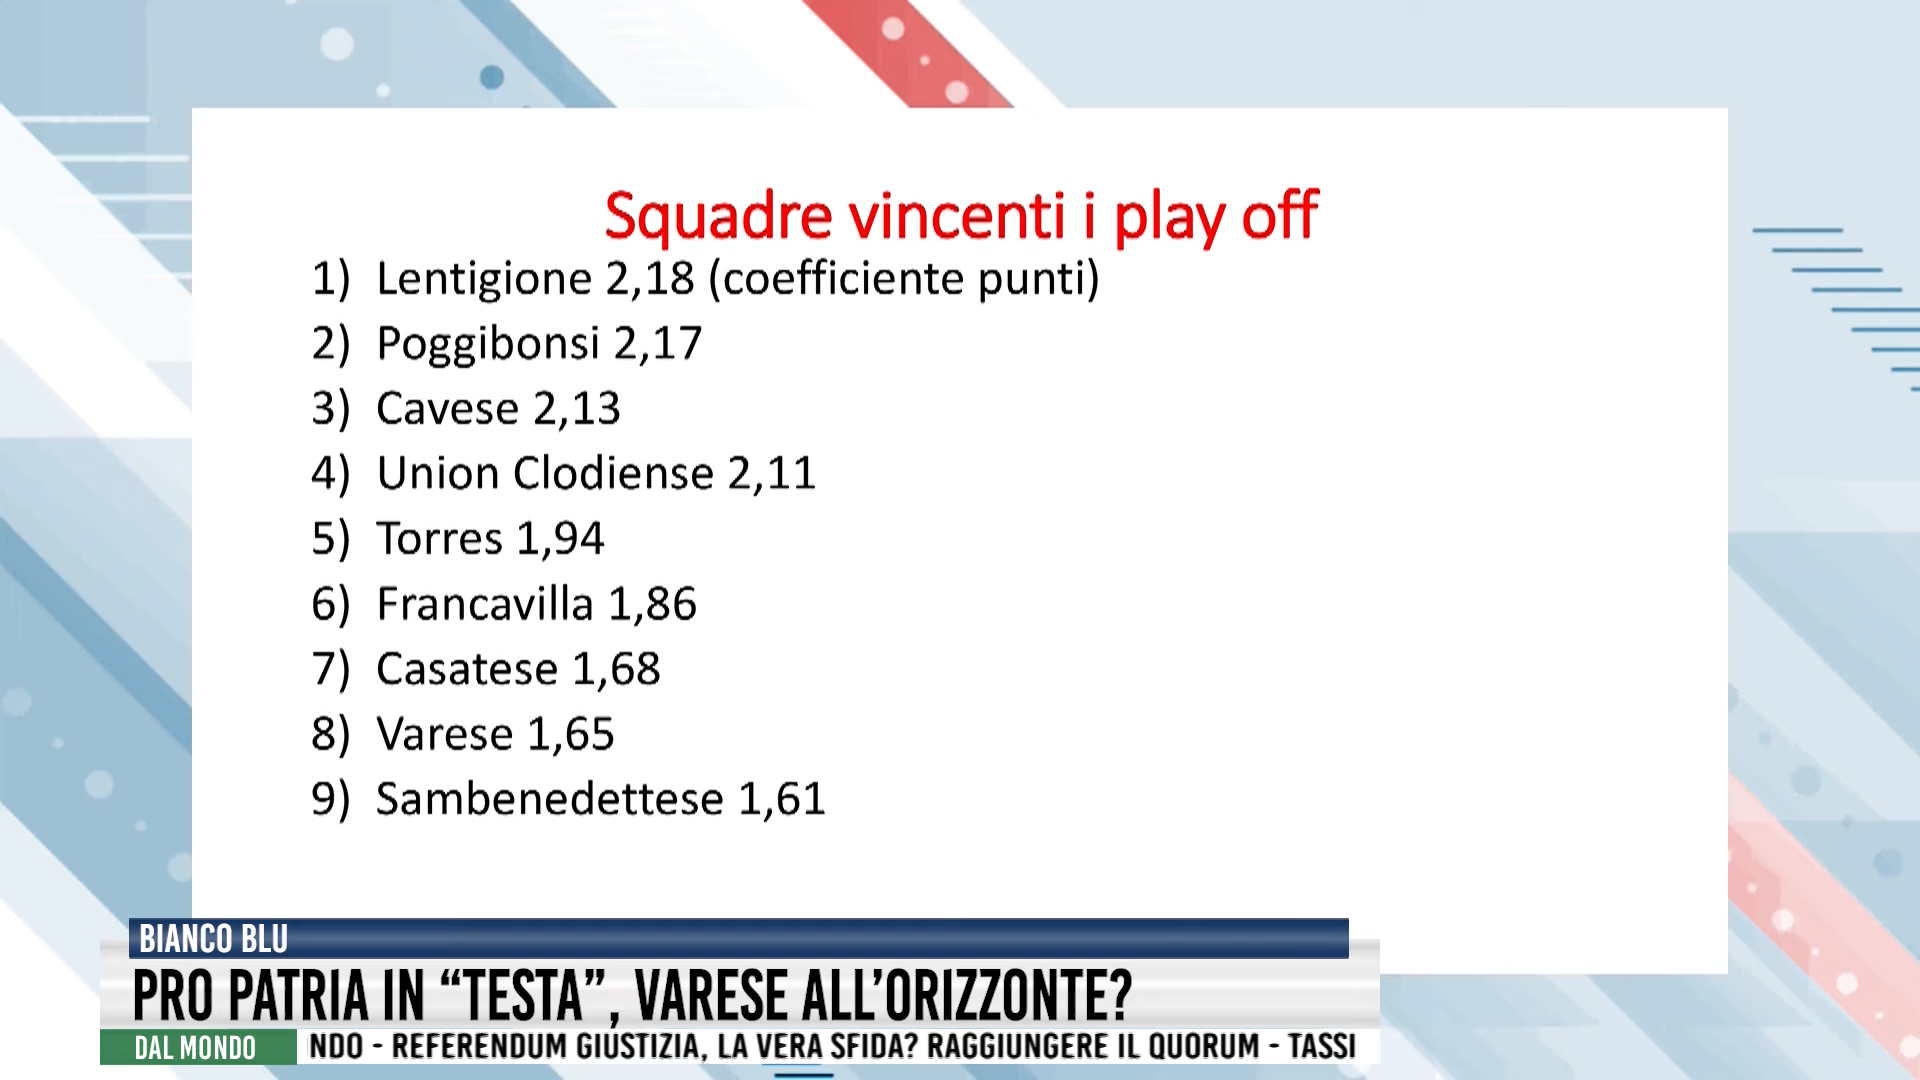 Squadre vincenti i play off
1) Lentigione 2,18 (coefficiente punti)
2) Poggibonsi 2,17
3) Cavese 2,13
4) Union Clodiense 2,11
5) Torres 1,94
6) Francavilla 1,86
7) Casatese 1,68
8) Varese 1,65
9) Sambenedettese 1,61
BIANCO BLU
PRO PATRIA IN “TESTA”, VARESE ALL’ORIZZONTE?
DAL MONDO NDO - REFERENDUM GIUSTIZIA, LA VERA SFIDA? RAGGIUNGERE IL QUORUM - TASSI